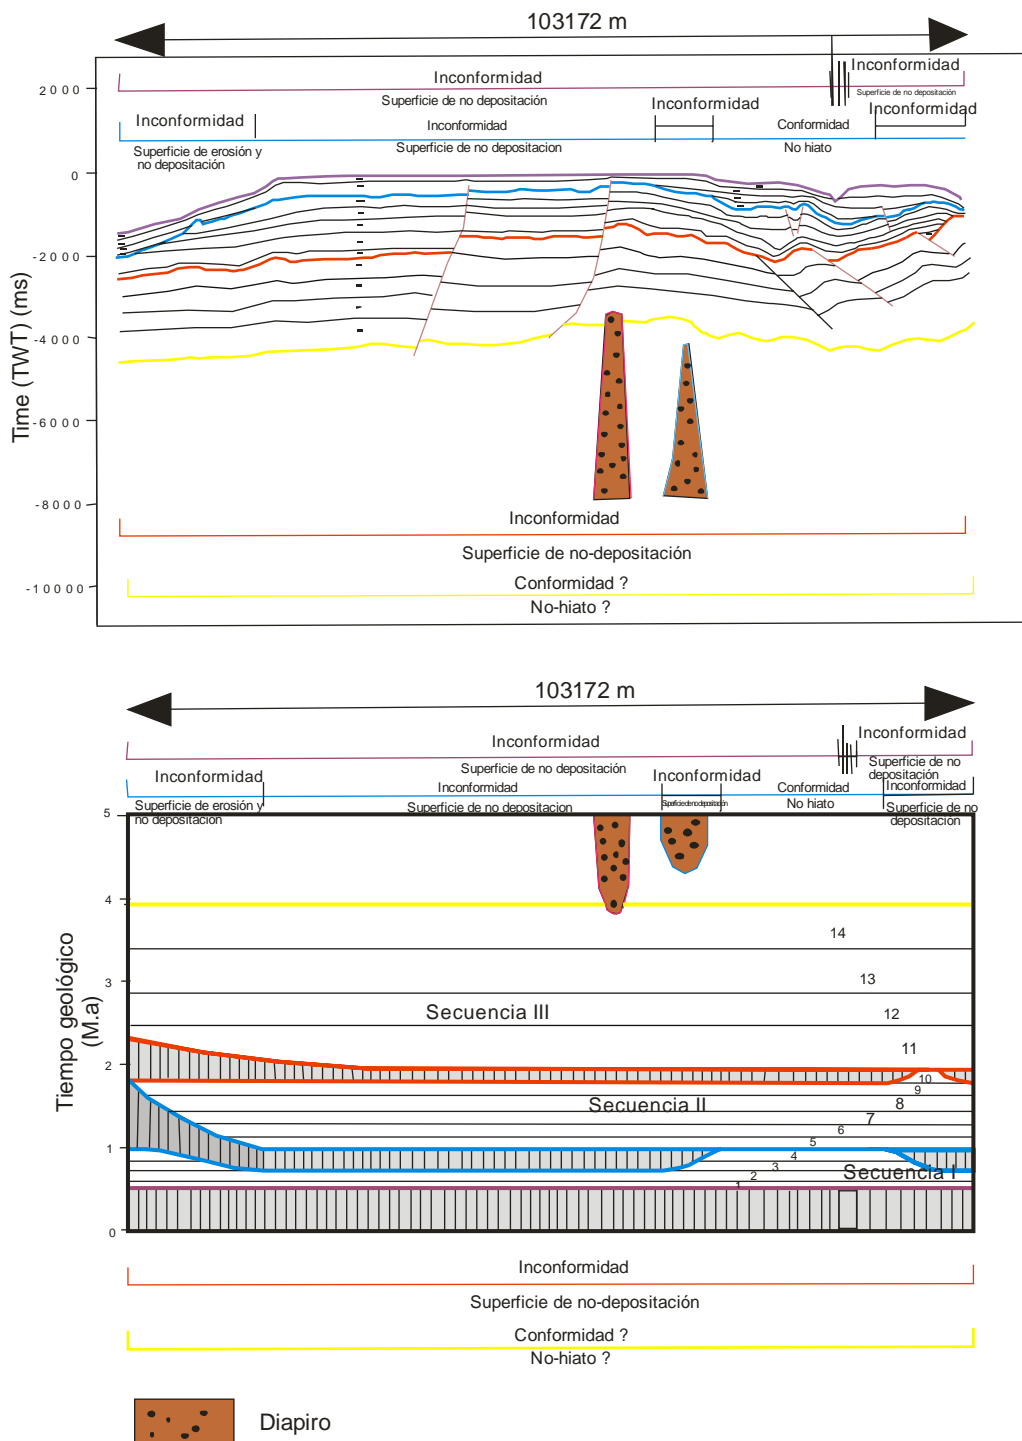 103172 m
Inconformidad
Inconformidad
2000
Superficie de no depositación
Superficie de no depositación
Inconformidad
Inconformidad
Inconformidad
Inconformidad
Conformidad
Superficie de erosión y
no depositación
Superficie de no depositacion
No hiato
0
-2000
-4000
-6000
-8000
-10000
Time (TWT) (ms)
Inconformidad
Superficie de no-depositación
Conformidad ?
No-hiato ?
103172 m
Inconformidad
Inconformidad
Superficie de no depositación
Superficie de no
depositación
Inconformidad
Inconformidad
Inconformidad
Conformidad
Inconformidad
Superficie de erosión y
no depositacion
Superficie de no depositacion
Superficie de no depositación
No hiato
Superficie de no
depositación
5
4
3
2
1
0
Tiempo geológico
(M.a)
14
13
12
Secuencia III
11
10
9
8
Secuencia II
7
6
5
4
3
Secuencia I
2
1
Inconformidad
Superficie de no-depositación
Conformidad ?
No-hiato ?
Diapiro